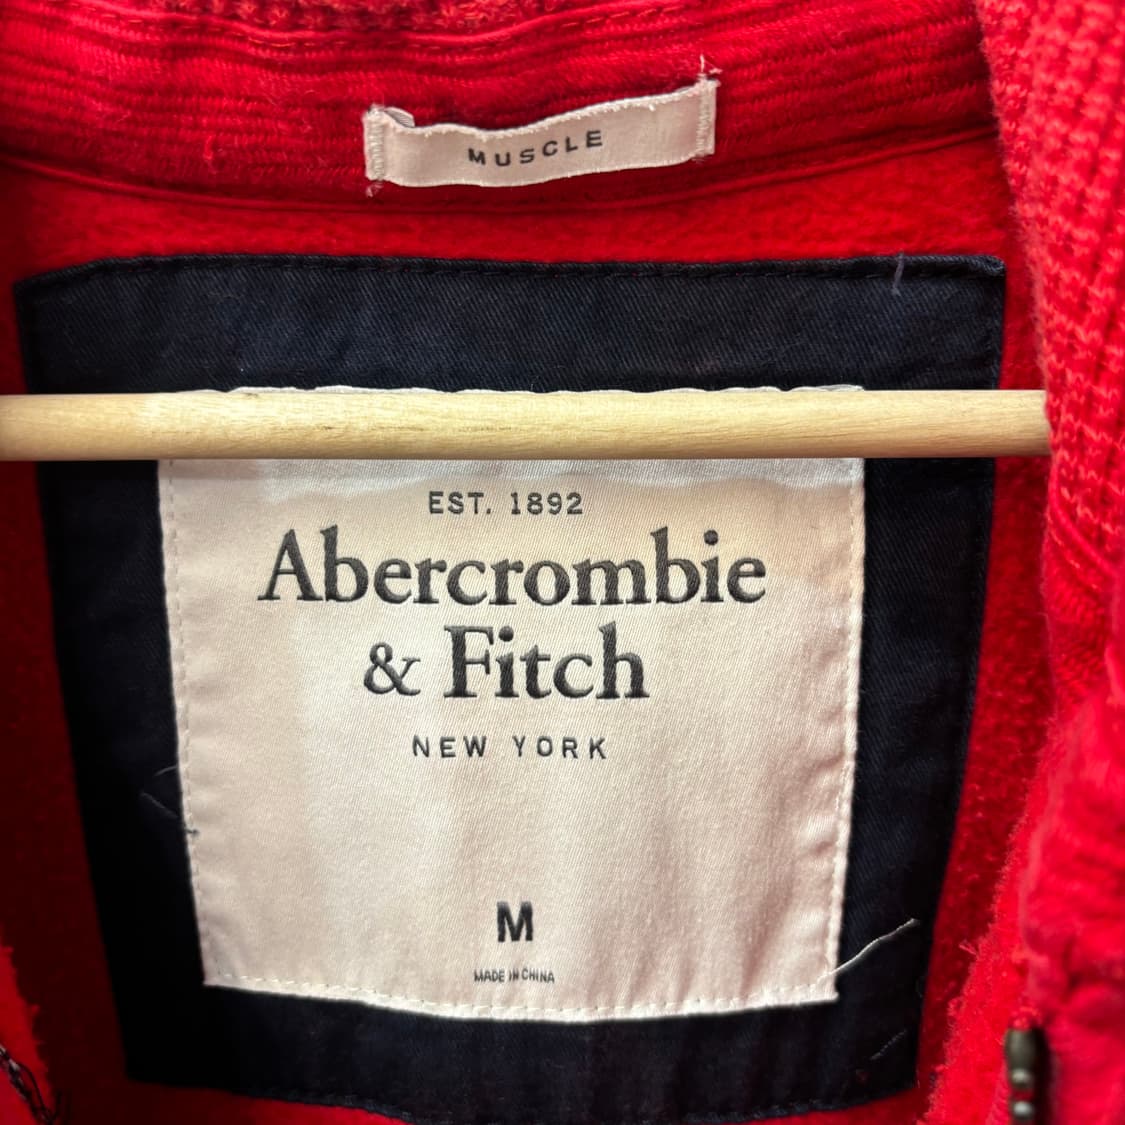 MUSCLE
EST. 1892
Abercrombie
& Fitch
NEW YORK
M
MADE IN CHINA